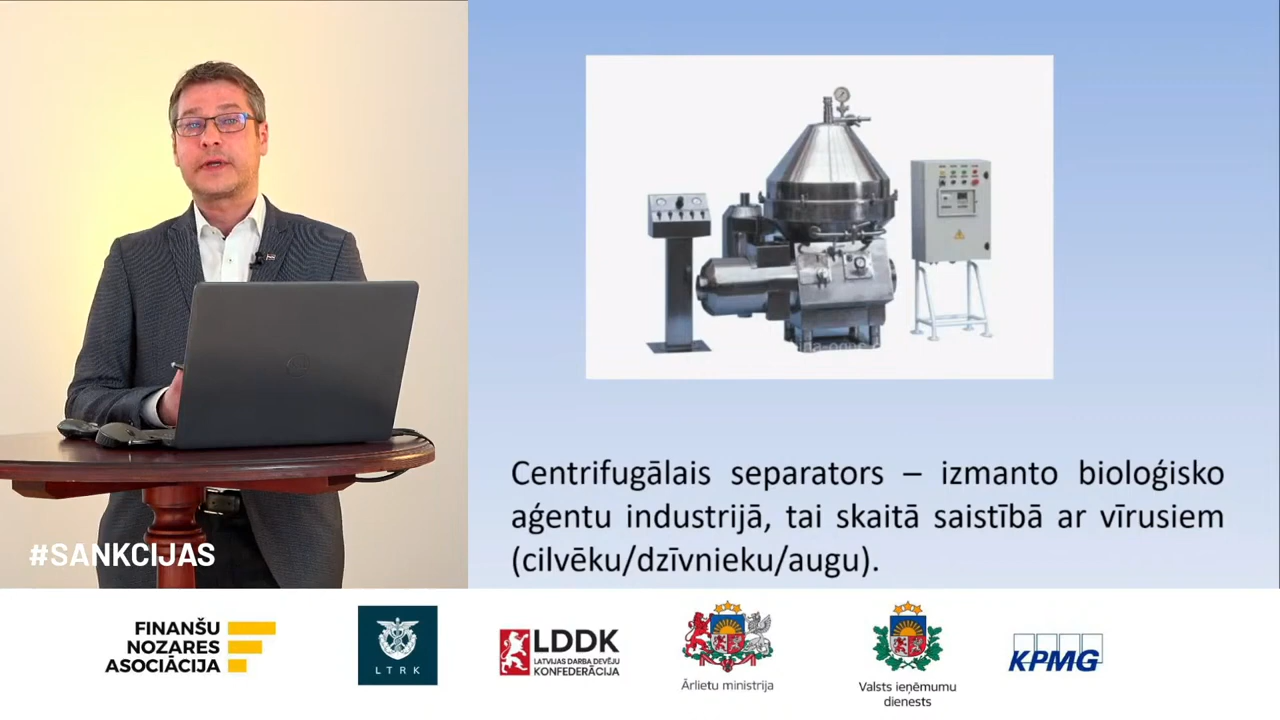 Centrifugālais separators – izmanto bioloģisko
aģentu industrijā, tai skaitā saistībā ar vīrusiem
(cilvēku/dzīvnieku/augu).
#SANKCIJAS
FINANŠU
NOZARES
ASOCIĀCIJA
LTRK
LDDK
LATVIJAS DARBA DEVĒJU
KONFEDERĀCIJA
Ārlietu ministrija
Valsts ieņēmumu
dienests
KPMG